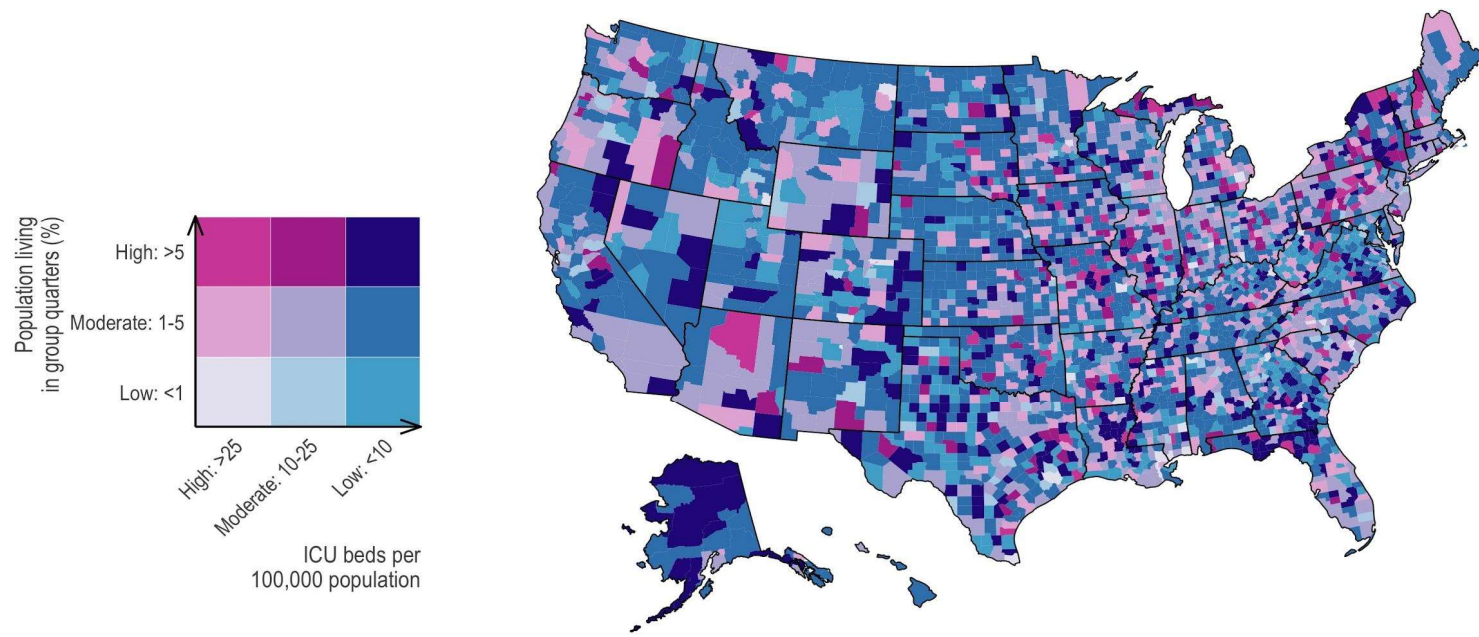 Population living
in group quarters (%)
High: >5
Moderate: 1-5
Low: <1
High: >25
Moderate: 10-25
Low: <10
ICU beds per
100,000 population